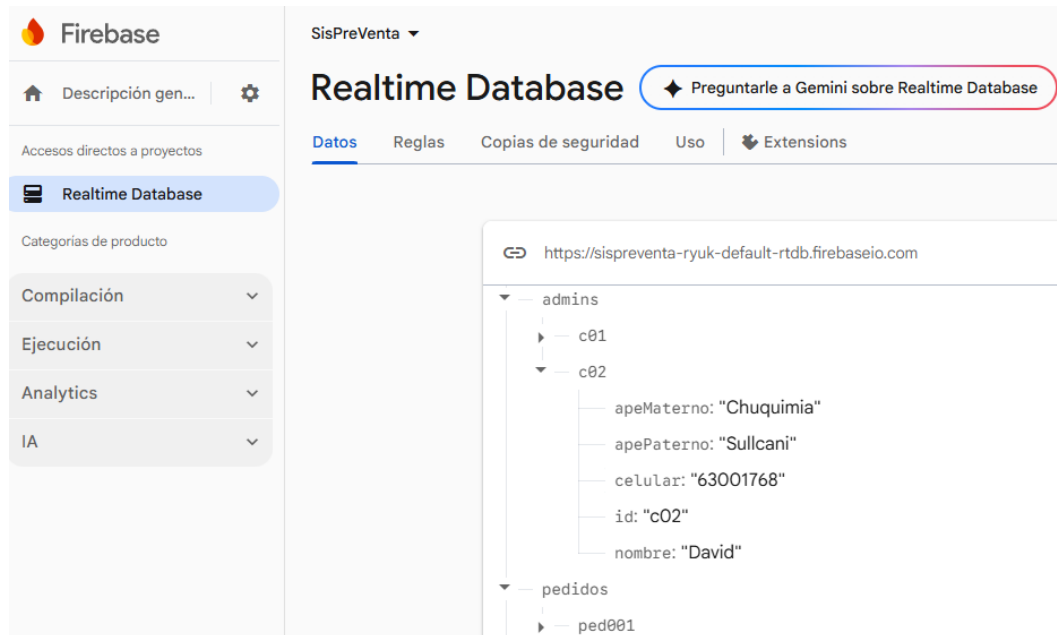 Firebase
Descripción gen...
Accesos directos a proyectos
Realtime Database
Categorías de producto
Compilación
Ejecución
Analytics
IA
SisPreVenta
Realtime Database
Preguntarle a Gemini sobre Realtime Database
Datos Reglas Copias de seguridad Uso Extensions
https://sispreventa-ryuk-default-rtdb.firebaseio.com
admins
c01
c02
apeMaterno: "Chuquimia"
apePaterno: "Sullcani"
celular: "63001768"
id: "c02"
nombre: "David"
pedidos
ped001